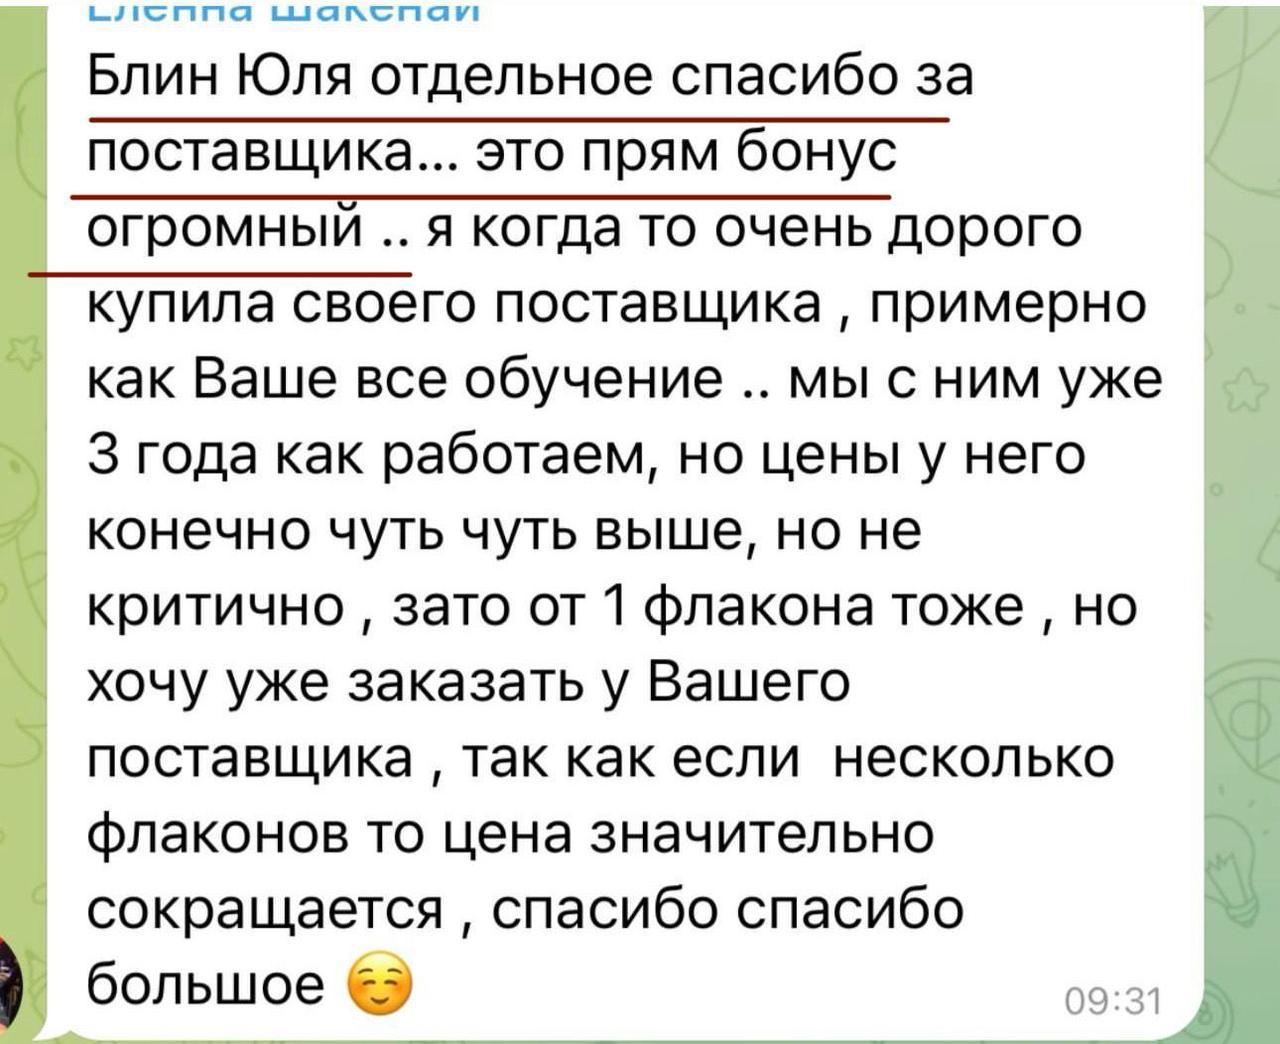 Еленна Шакенай
Блин Юля отдельное спасибо за
поставщика... это прям бонус
огромный .. я когда то очень дорого
купила своего поставщика , примерно
как Ваше все обучение .. мы с ним уже
3 года как работаем, но цены у него
конечно чуть чуть выше, но не
критично , зато от 1 флакона тоже , но
хочу уже заказать у Вашего
поставщика , так как если  несколько
флаконов то цена значительно
сокращается , спасибо спасибо
большое ☺️
09:31